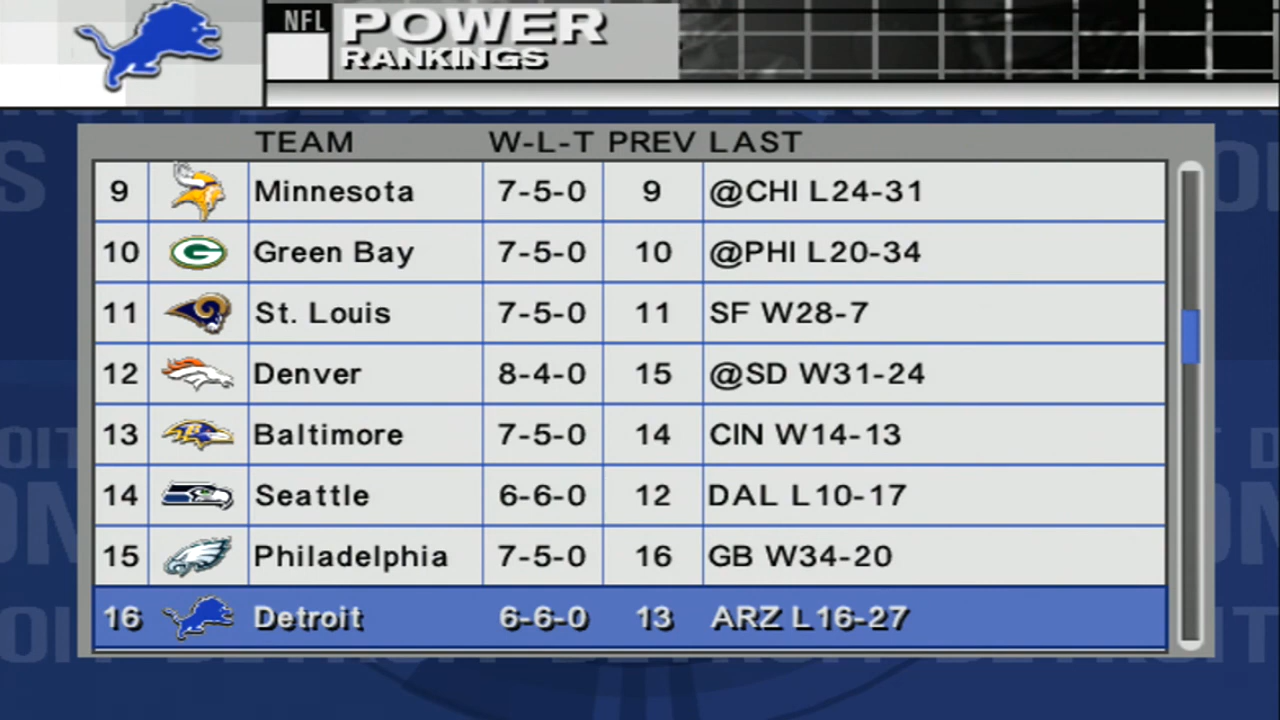 NFL POWER
RANKINGS
TEAM W-L-T PREV LAST
9 Minnesota 7-5-0 9 @CHI L24-31
10 Green Bay 7-5-0 10 @PHI L20-34
11 St. Louis 7-5-0 11 SF W28-7
12 Denver 8-4-0 15 @SD W31-24
13 Baltimore 7-5-0 14 CIN W14-13
14 Seattle 6-6-0 12 DAL L10-17
15 Philadelphia 7-5-0 16 GB W34-20
16 Detroit 6-6-0 13 ARZ L16-27